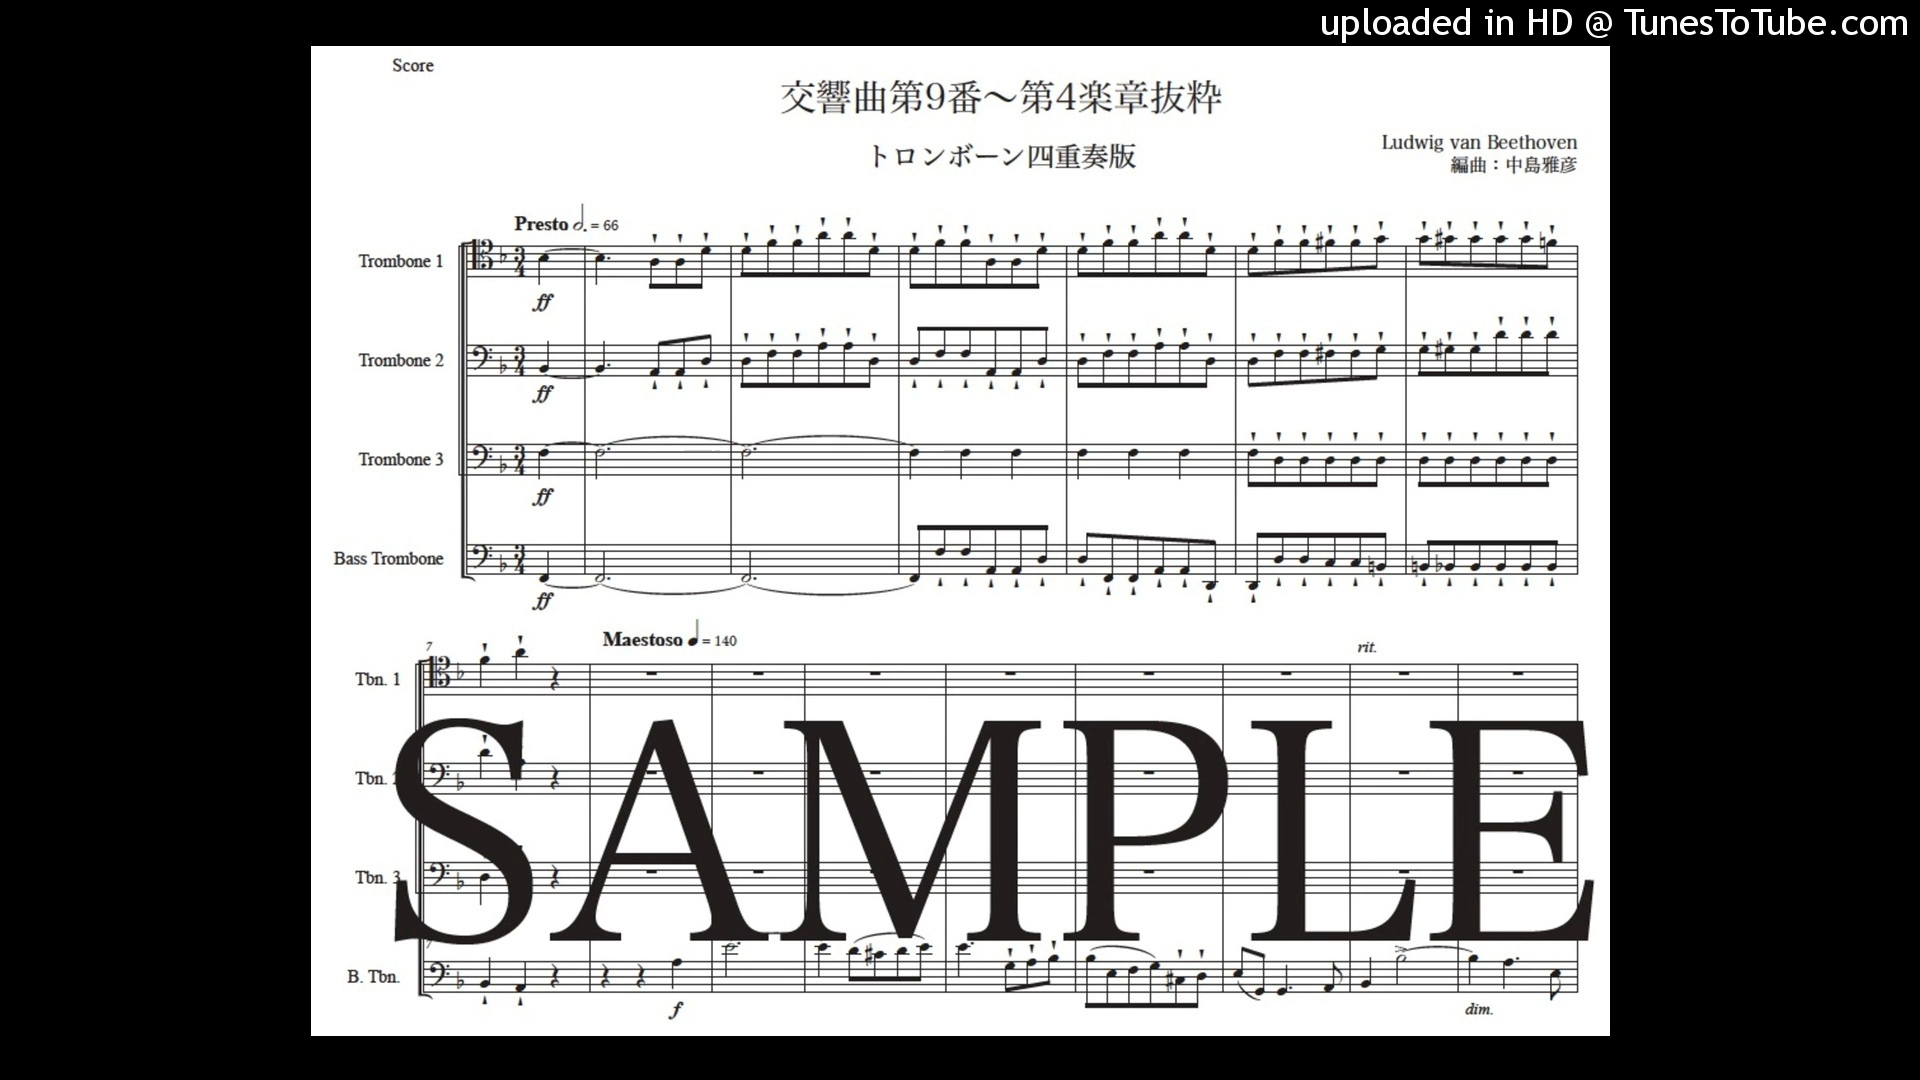 uploaded in HD @ TunesToTube.com
Score
交響曲第9番～第4楽章抜粋
トロンボーン四重奏版
Ludwig van Beethoven
編曲：中島雅彦
Presto = 66
Trombone 1
ff
Trombone 2
ff
Trombone 3
ff
Bass Trombone
ff
7
Maestoso = 140
rit.
Tbn. 1
Tbn. 2
Tbn. 3
SAMPLE
B. Tbn.
f
dim.